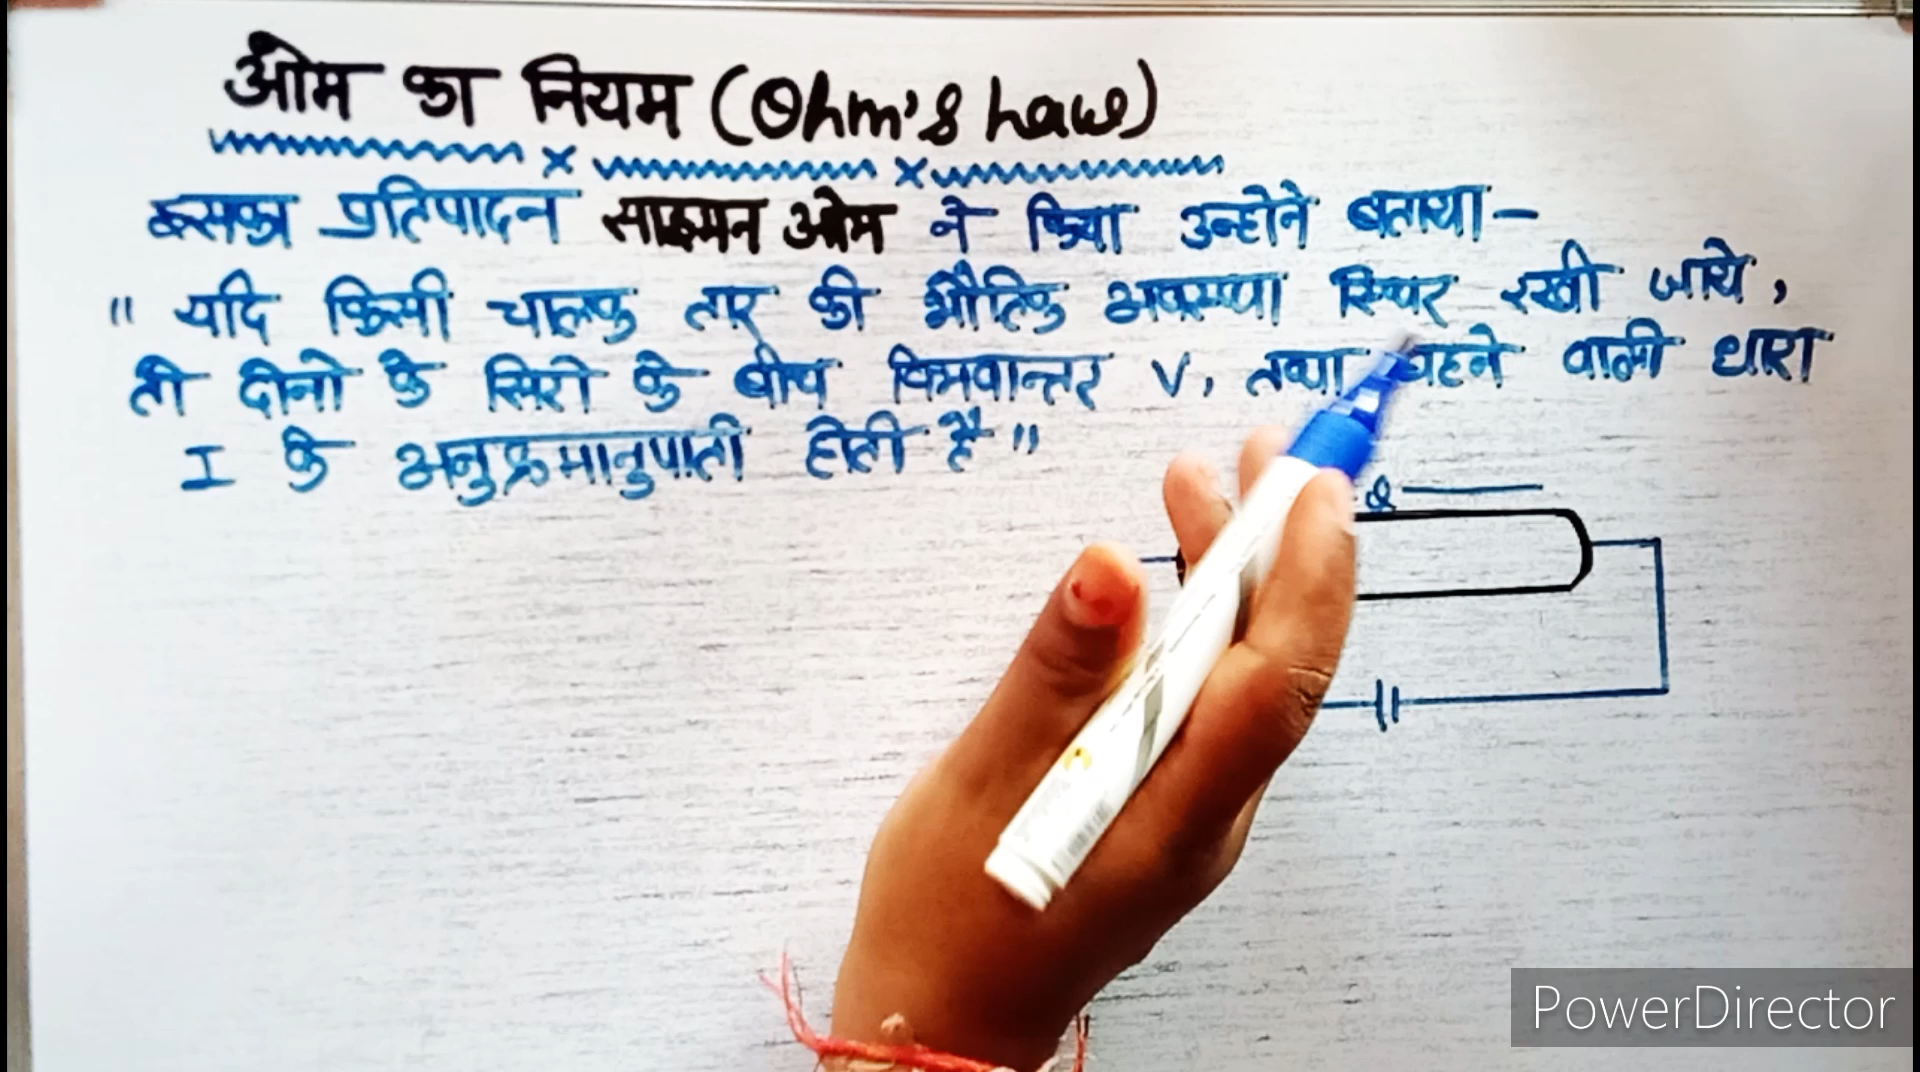 ओम का नियम (Ohm's Law)
इसका प्रतिपादन साइमन ओम ने किया उन्होने बताया-
" यदि किसी चालक तार की भौतिक अवस्था स्थिर रखी जाये,
तो दोनो के सिरो के बीच विभवान्तर V, तथा बहने वाली धारा
I के अनुक्रमानुपाती होती है "
l
PowerDirector